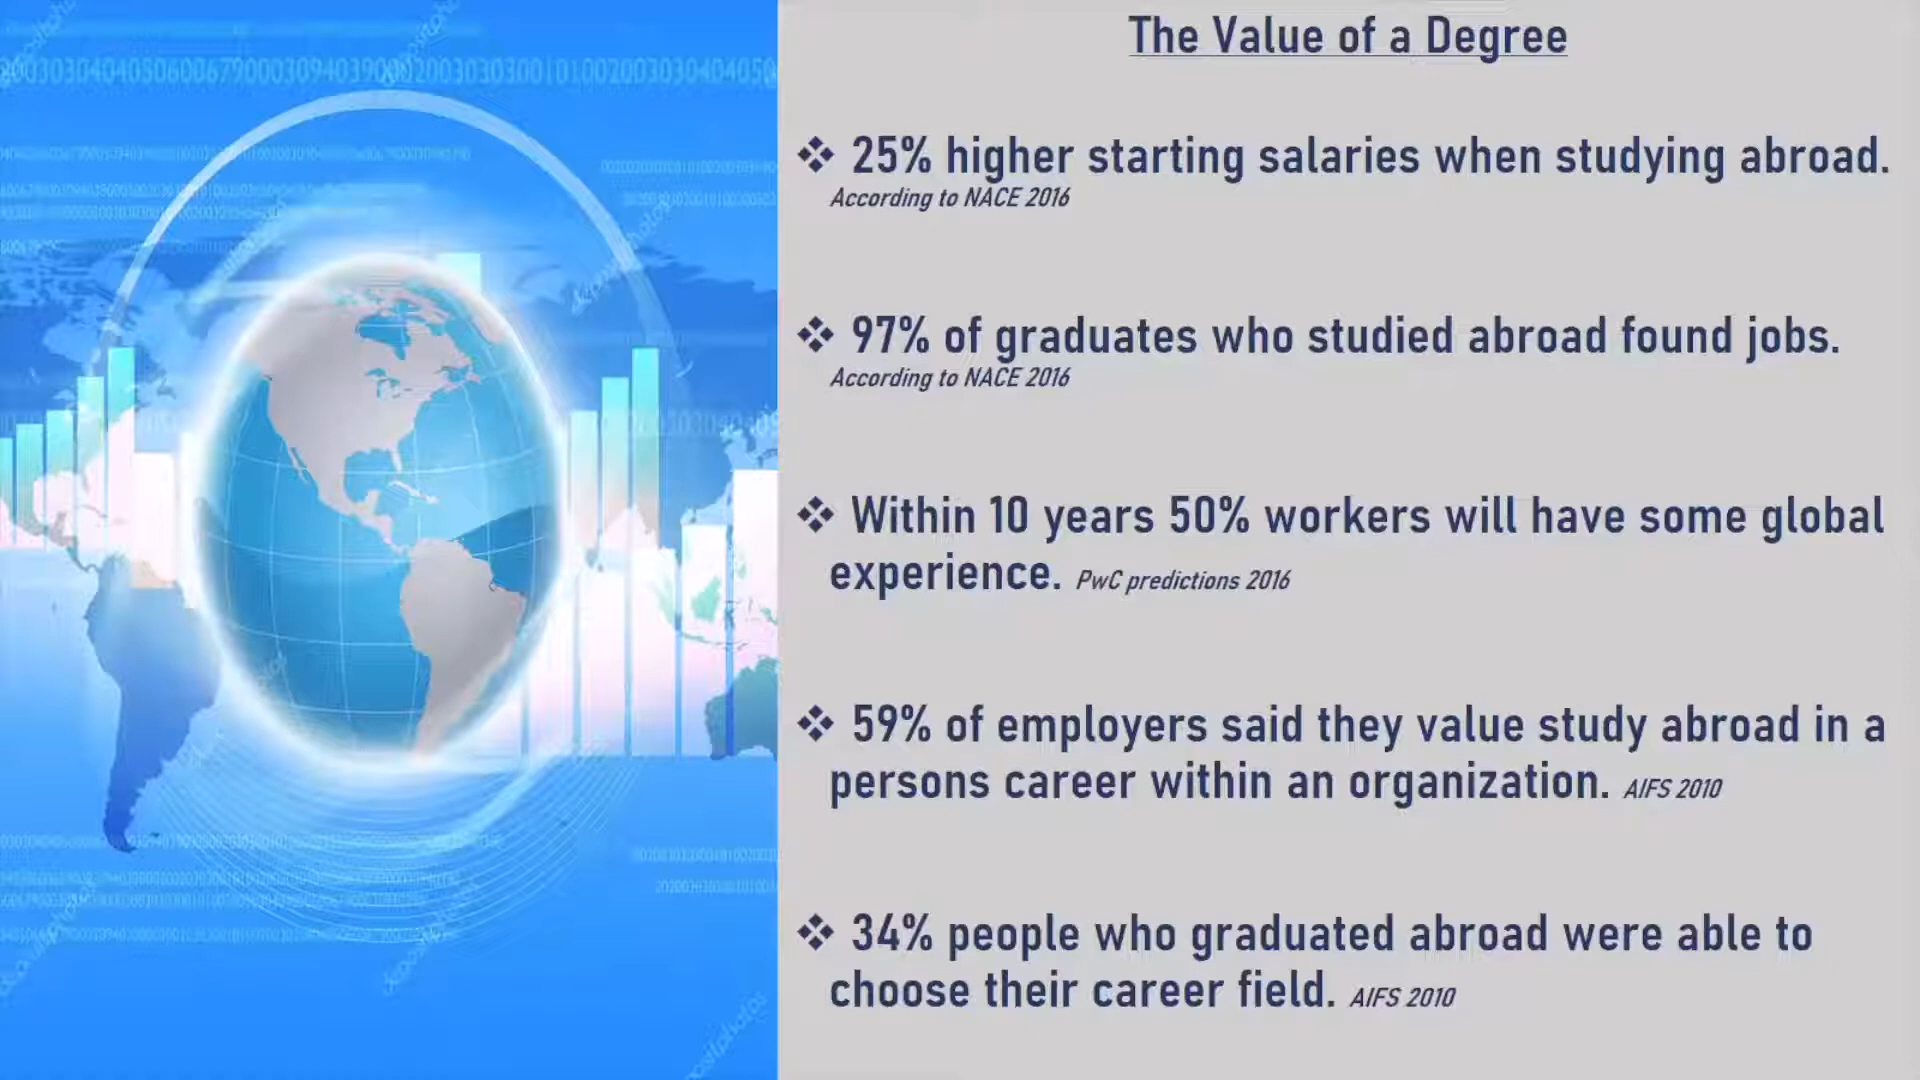 The Value of a Degree
❖ 25% higher starting salaries when studying abroad.
According to NACE 2016
❖ 97% of graduates who studied abroad found jobs.
According to NACE 2016
❖ Within 10 years 50% workers will have some global
experience. PwC predictions 2016
❖ 59% of employers said they value study abroad in a
persons career within an organization. AIFS 2010
❖ 34% people who graduated abroad were able to
choose their career field. AIFS 2010
depositphotos